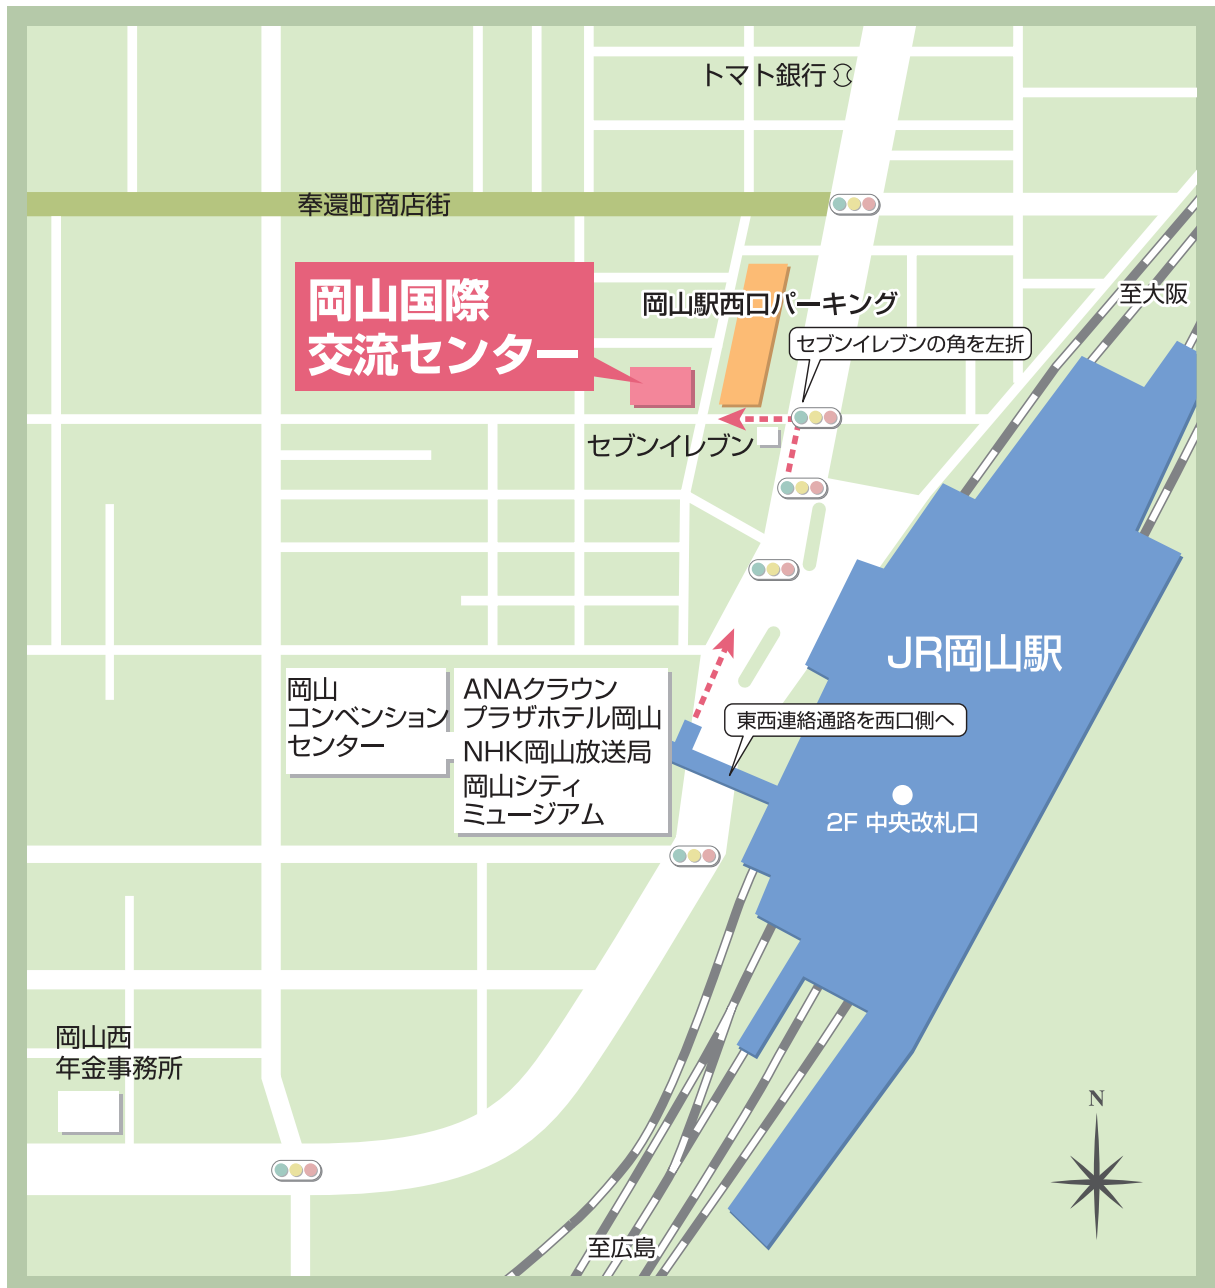 トマト銀行
奉還町商店街
岡山国際
交流センター
岡山駅西口パーキング
至大阪
セブンイレブンの角を左折
セブンイレブン
JR岡山駅
岡山
コンベンション
センター
ANAクラウン
プラザホテル岡山
NHK岡山放送局
岡山シティ
ミュージアム
東西連絡通路を西口側へ
2F 中央改札口
岡山西
年金事務所
N
至広島